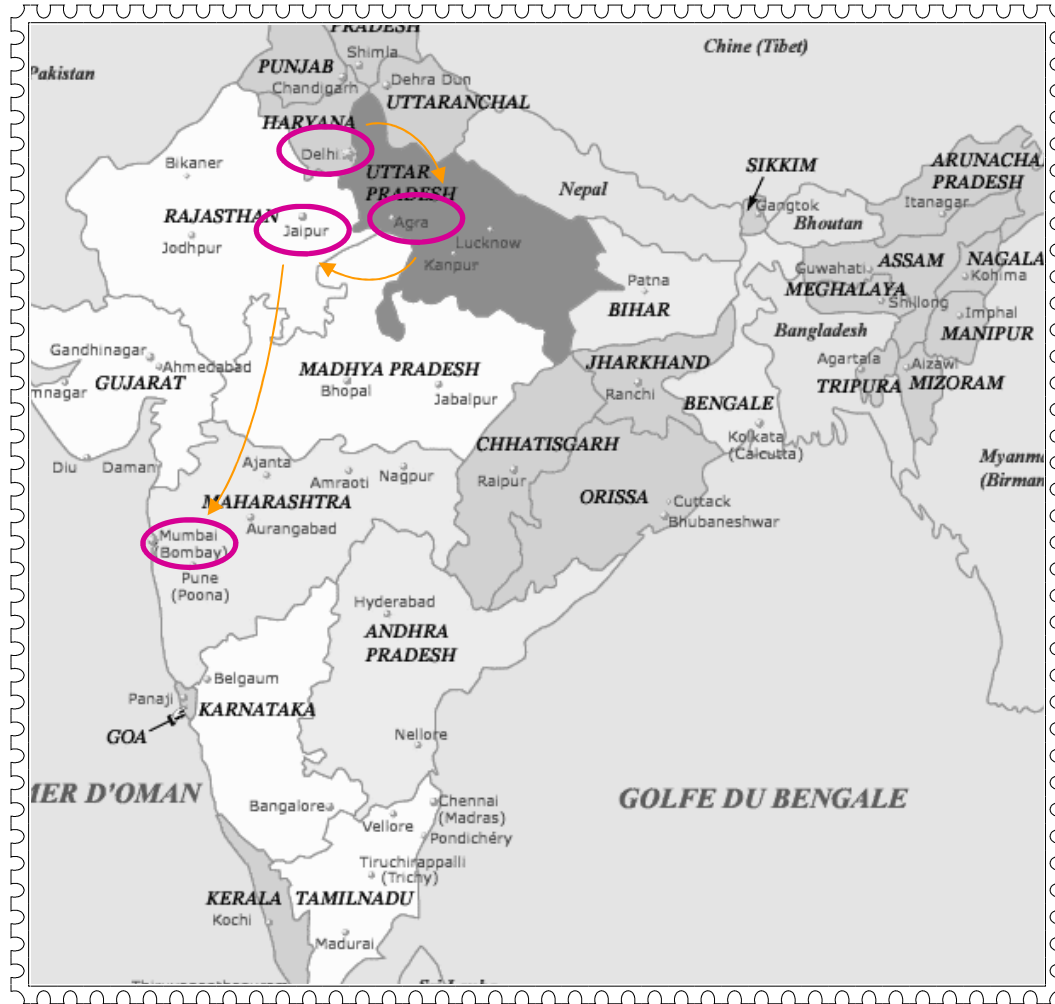 PRADESH
Shimla
Chine (Tibet)
PUNJAB
Pakistan
Chandigarh
Dehra Dun
UTTARANCHAL
HARYANA
Delhi
Bikaner
UTTAR
PRADESH
Nepal
SIKKIM
ARUNACHA
PRADESH
Itanagar
Gangtok
Bhoutan
RAJASTHAN
Jaipur
Agra
Jodhpur
Lucknow
Kanpur
Guwahati
ASSAM
NAGALA
Kohima
Patna
MEGHALAYA
Shillong
BIHAR
Imphal
Bangladesh
MANIPUR
Gandhinagar
Ahmedabad
GUJARAT
mnagar
MADHYA PRADESH
Bhopal
Jabalpur
JHARKHAND
Ranchi
Agartala
Aizawl
TRIPURA
MIZORAM
BENGALE
Kolkata
(Calcutta)
CHHATISGARH
Diu
Daman
Ajanta
Amraoti
Nagpur
Raipur
Myanm
(Birman
MAHARASHTRA
ORISSA
Cuttack
Bhubaneshwar
Aurangabad
Mumbai
(Bombay)
Pune
(Poona)
Hyderabad
ANDHRA
PRADESH
Belgaum
Panaji
KARNATAKA
GOA
Nellore
MER D'OMAN
GOLFE DU BENGALE
Bangalore
Chennai
(Madras)
Vellore
Pondichéry
Tiruchirappalli
(Trichy)
KERALA
TAMILNADU
Kochi
Madurai